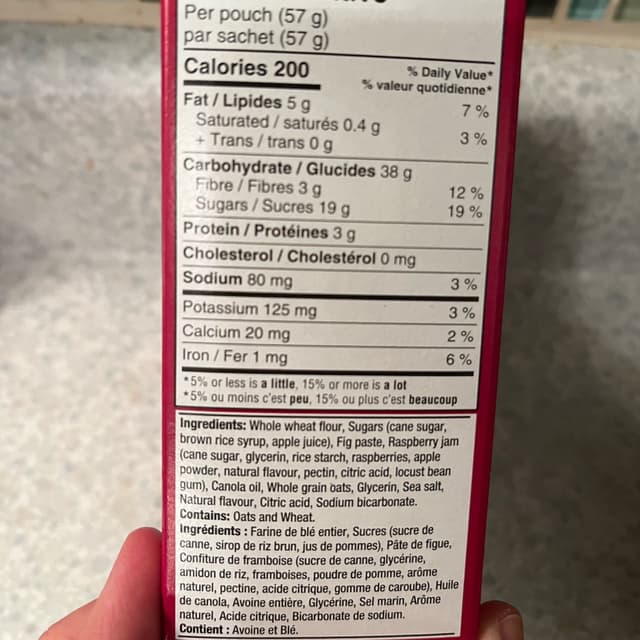 Per pouch (57 g)
par sachet (57 g)
Calories 200
% Daily Value*
% valeur quotidienne*
Fat / Lipides 5 g 7 %
Saturated / saturés 0.4 g
+ Trans / trans 0 g 3 %
Carbohydrate / Glucides 38 g
Fibre / Fibres 3 g 12 %
Sugars / Sucres 19 g 19 %
Protein / Protéines 3 g
Cholesterol / Cholestérol 0 mg
Sodium 80 mg 3 %
Potassium 125 mg 3 %
Calcium 20 mg 2 %
Iron / Fer 1 mg 6 %
*5% or less is a little, 15% or more is a lot
*5% ou moins c'est peu, 15% ou plus c'est beaucoup
Ingredients: Whole wheat flour, Sugars (cane sugar,
brown rice syrup, apple juice), Fig paste, Raspberry jam
(cane sugar, glycerin, rice starch, raspberries, apple
powder, natural flavour, pectin, citric acid, locust bean
gum), Canola oil, Whole grain oats, Glycerin, Sea salt,
Natural flavour, Citric acid, Sodium bicarbonate.
Contains: Oats and Wheat.
Ingrédients : Farine de blé entier, Sucres (sucre de
canne, sirop de riz brun, jus de pommes), Pâte de figue,
Confiture de framboise (sucre de canne, glycérine,
amidon de riz, framboises, poudre de pomme, arôme
naturel, pectine, acide citrique, gomme de caroube), Huile
de canola, Avoine entière, Glycérine, Sel marin, Arôme
naturel, Acide citrique, Bicarbonate de sodium.
Contient : Avoine et Blé.